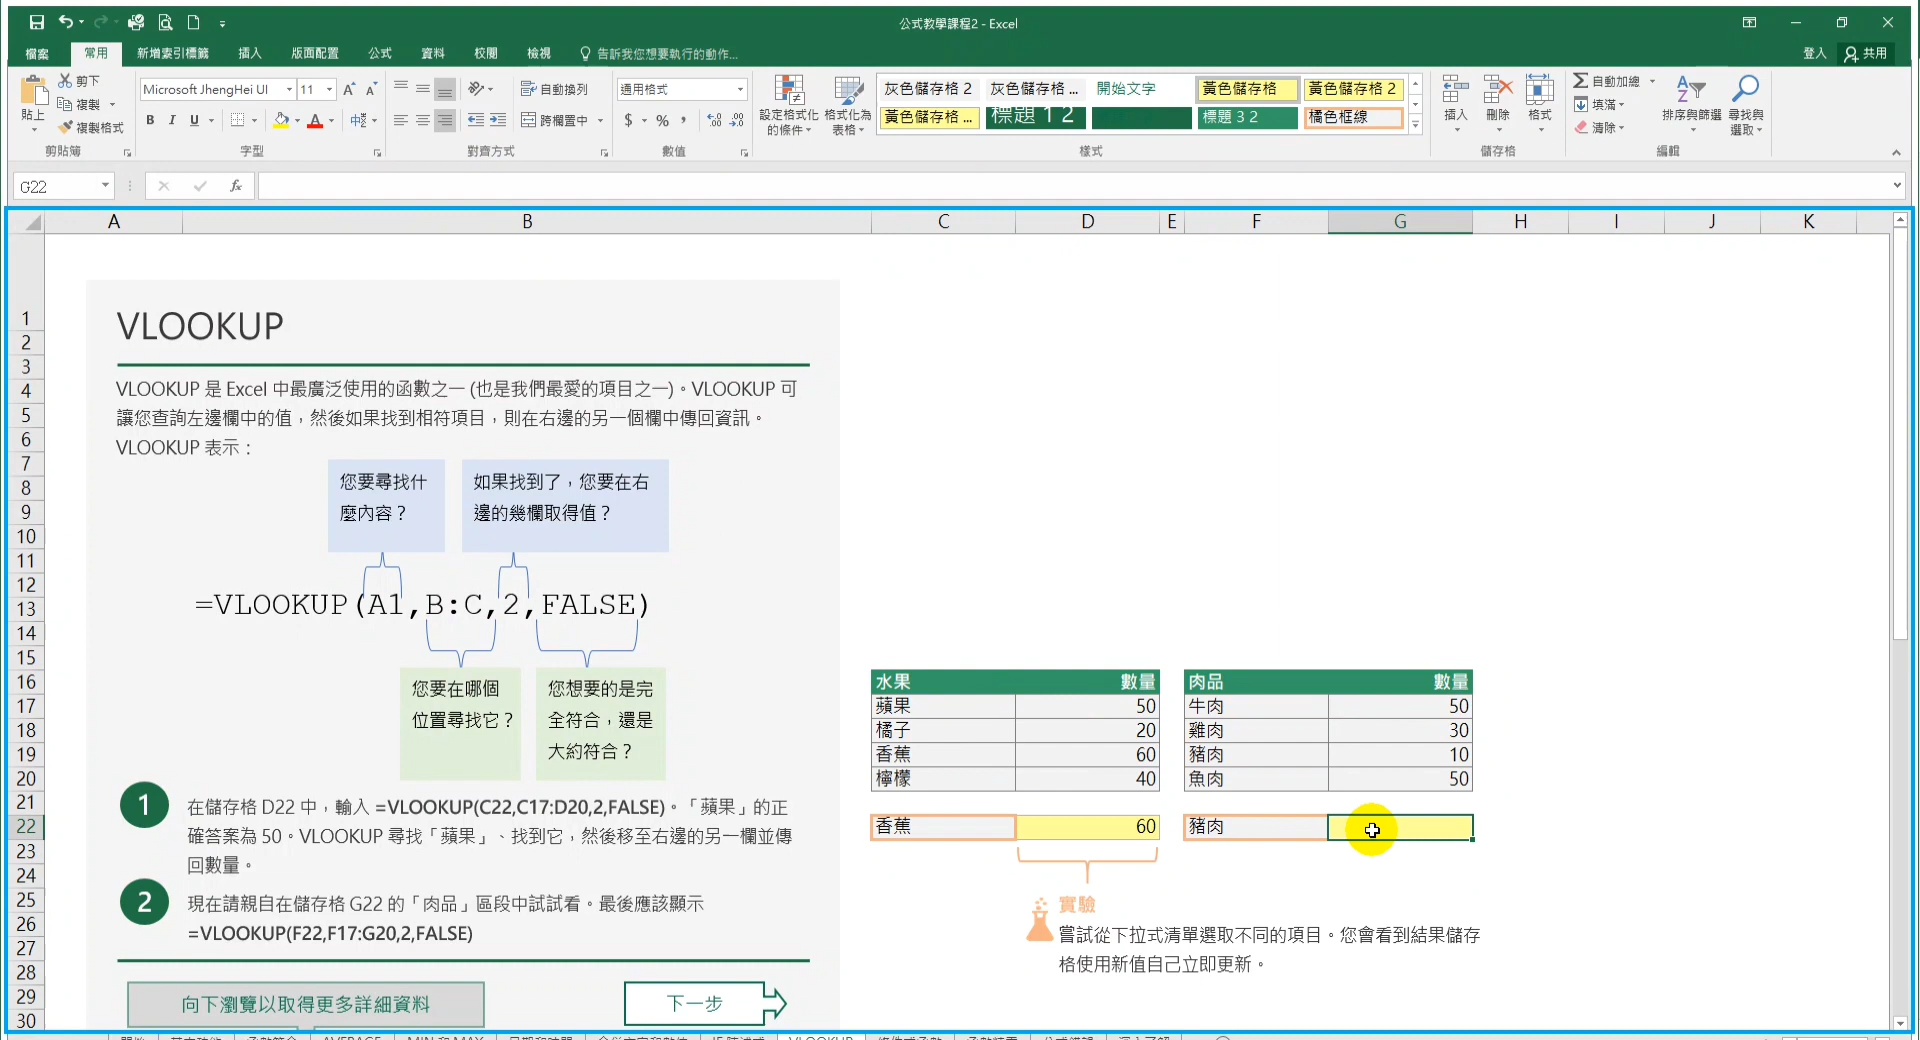 公式教學課程2 - Excel
檔案 常用 新增索引標籤 插入 版面配置 公式 資料 校閱 檢視 告訴我您想要執行的動作... 登入 共用
貼上 剪下 複製 複製格式 剪貼簿
Microsoft JhengHei UI 11 B I U A 字型
自動換列 跨欄置中 對齊方式
通用格式 $ % 數值
設定格式化的條件 格式化為表格
灰色儲存格 2 灰色儲存格 ... 開始文字 黃色儲存格 黃色儲存格 2
黃色儲存格 ... 標題 1 2 標題 3 2 橘色框線
樣式
插入 刪除 格式 儲存格
自動加總 填滿 清除 排序與篩選 尋找與選取 編輯
G22 fx
A B C D E F G H I J K
1
2
3
4
5
6
7
8
9
10
11
12
13
14
15
16
17
18
19
20
21
22
23
24
25
26
27
28
29
30
VLOOKUP
VLOOKUP 是 Excel 中最廣泛使用的函數之一 (也是我們最愛的項目之一)。VLOOKUP 可
讓您查詢左邊欄中的值，然後如果找到相符項目，則在右邊的另一個欄中傳回資訊。
VLOOKUP 表示：
您要尋找什
麼內容？
如果找到了，您要在右
邊的幾欄取得值？
=VLOOKUP(A1,B:C,2,FALSE)
您要在哪個
位置尋找它？
您想要的是完
全符合，還是
大約符合？
1
在儲存格 D22 中，輸入 =VLOOKUP(C22,C17:D20,2,FALSE)。「蘋果」的正
確答案為 50。VLOOKUP 尋找「蘋果」、找到它，然後移至右邊的另一欄並傳
回數量。
2
現在請親自在儲存格 G22 的「肉品」區段中試試看。最後應該顯示
=VLOOKUP(F22,F17:G20,2,FALSE)
向下瀏覽以取得更多詳細資料
下一步
水果 數量
蘋果 50
橘子 20
香蕉 60
檸檬 40
香蕉 60
肉品 數量
牛肉 50
雞肉 30
豬肉 10
魚肉 50
豬肉
實驗
嘗試從下拉式清單選取不同的項目。您會看到結果儲存
格使用新值自己立即更新。